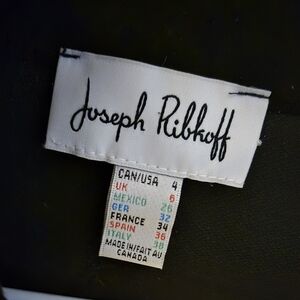 Joseph Ribkoff
CAN/USA 4
UK 6
MEXICO 26
GER 32
FRANCE 34
SPAIN 36
ITALY 38
MADE IN/FAIT AU
CANADA